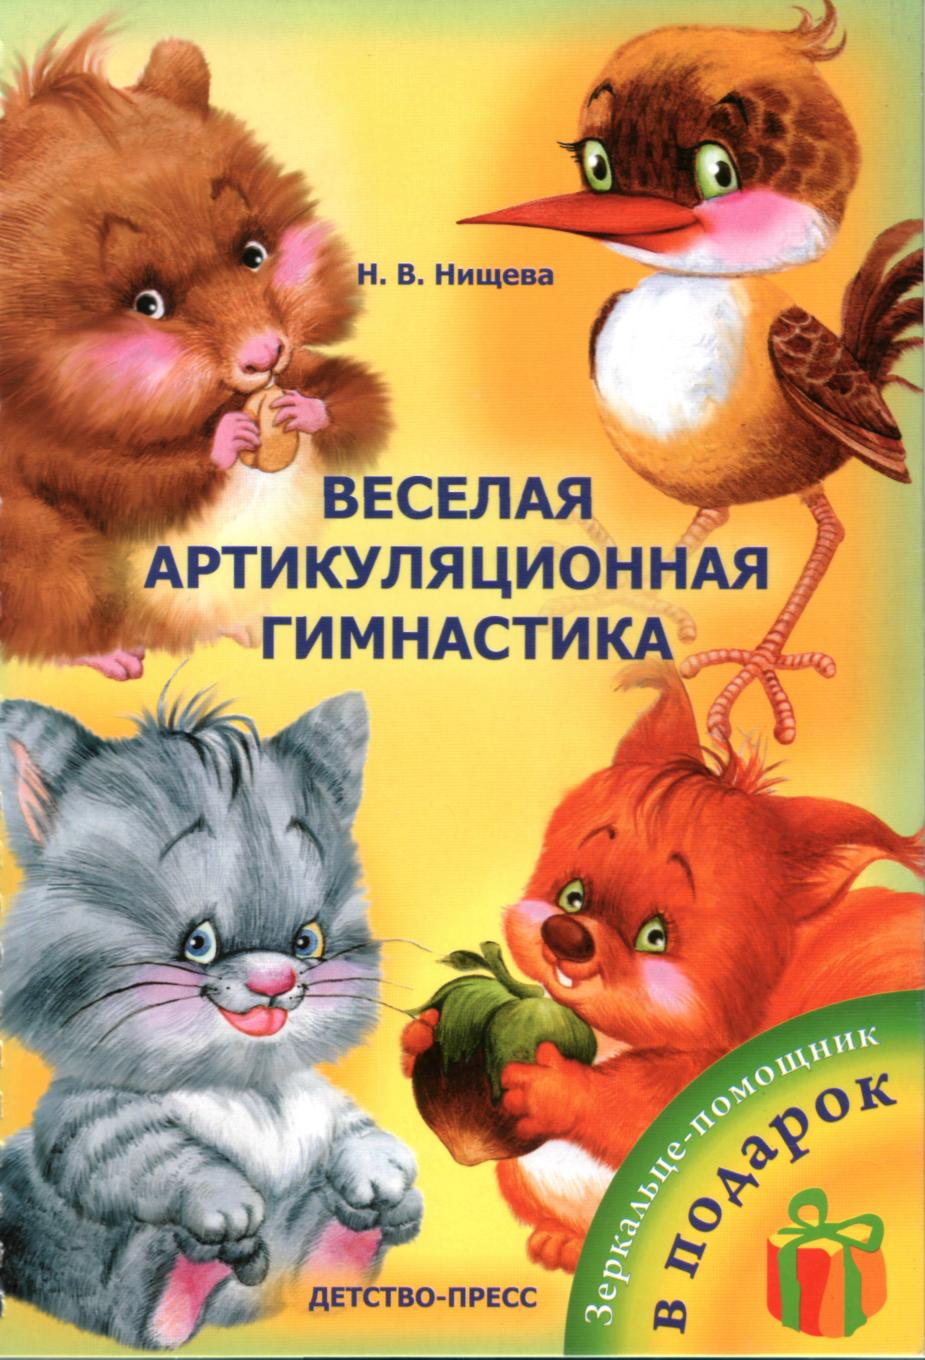 Н. В. Нищева
ВЕСЕЛАЯ
АРТИКУЛЯЦИОННАЯ
ГИМНАСТИКА
Зеркальце-помощник
в подарок
ДЕТСТВО-ПРЕСС